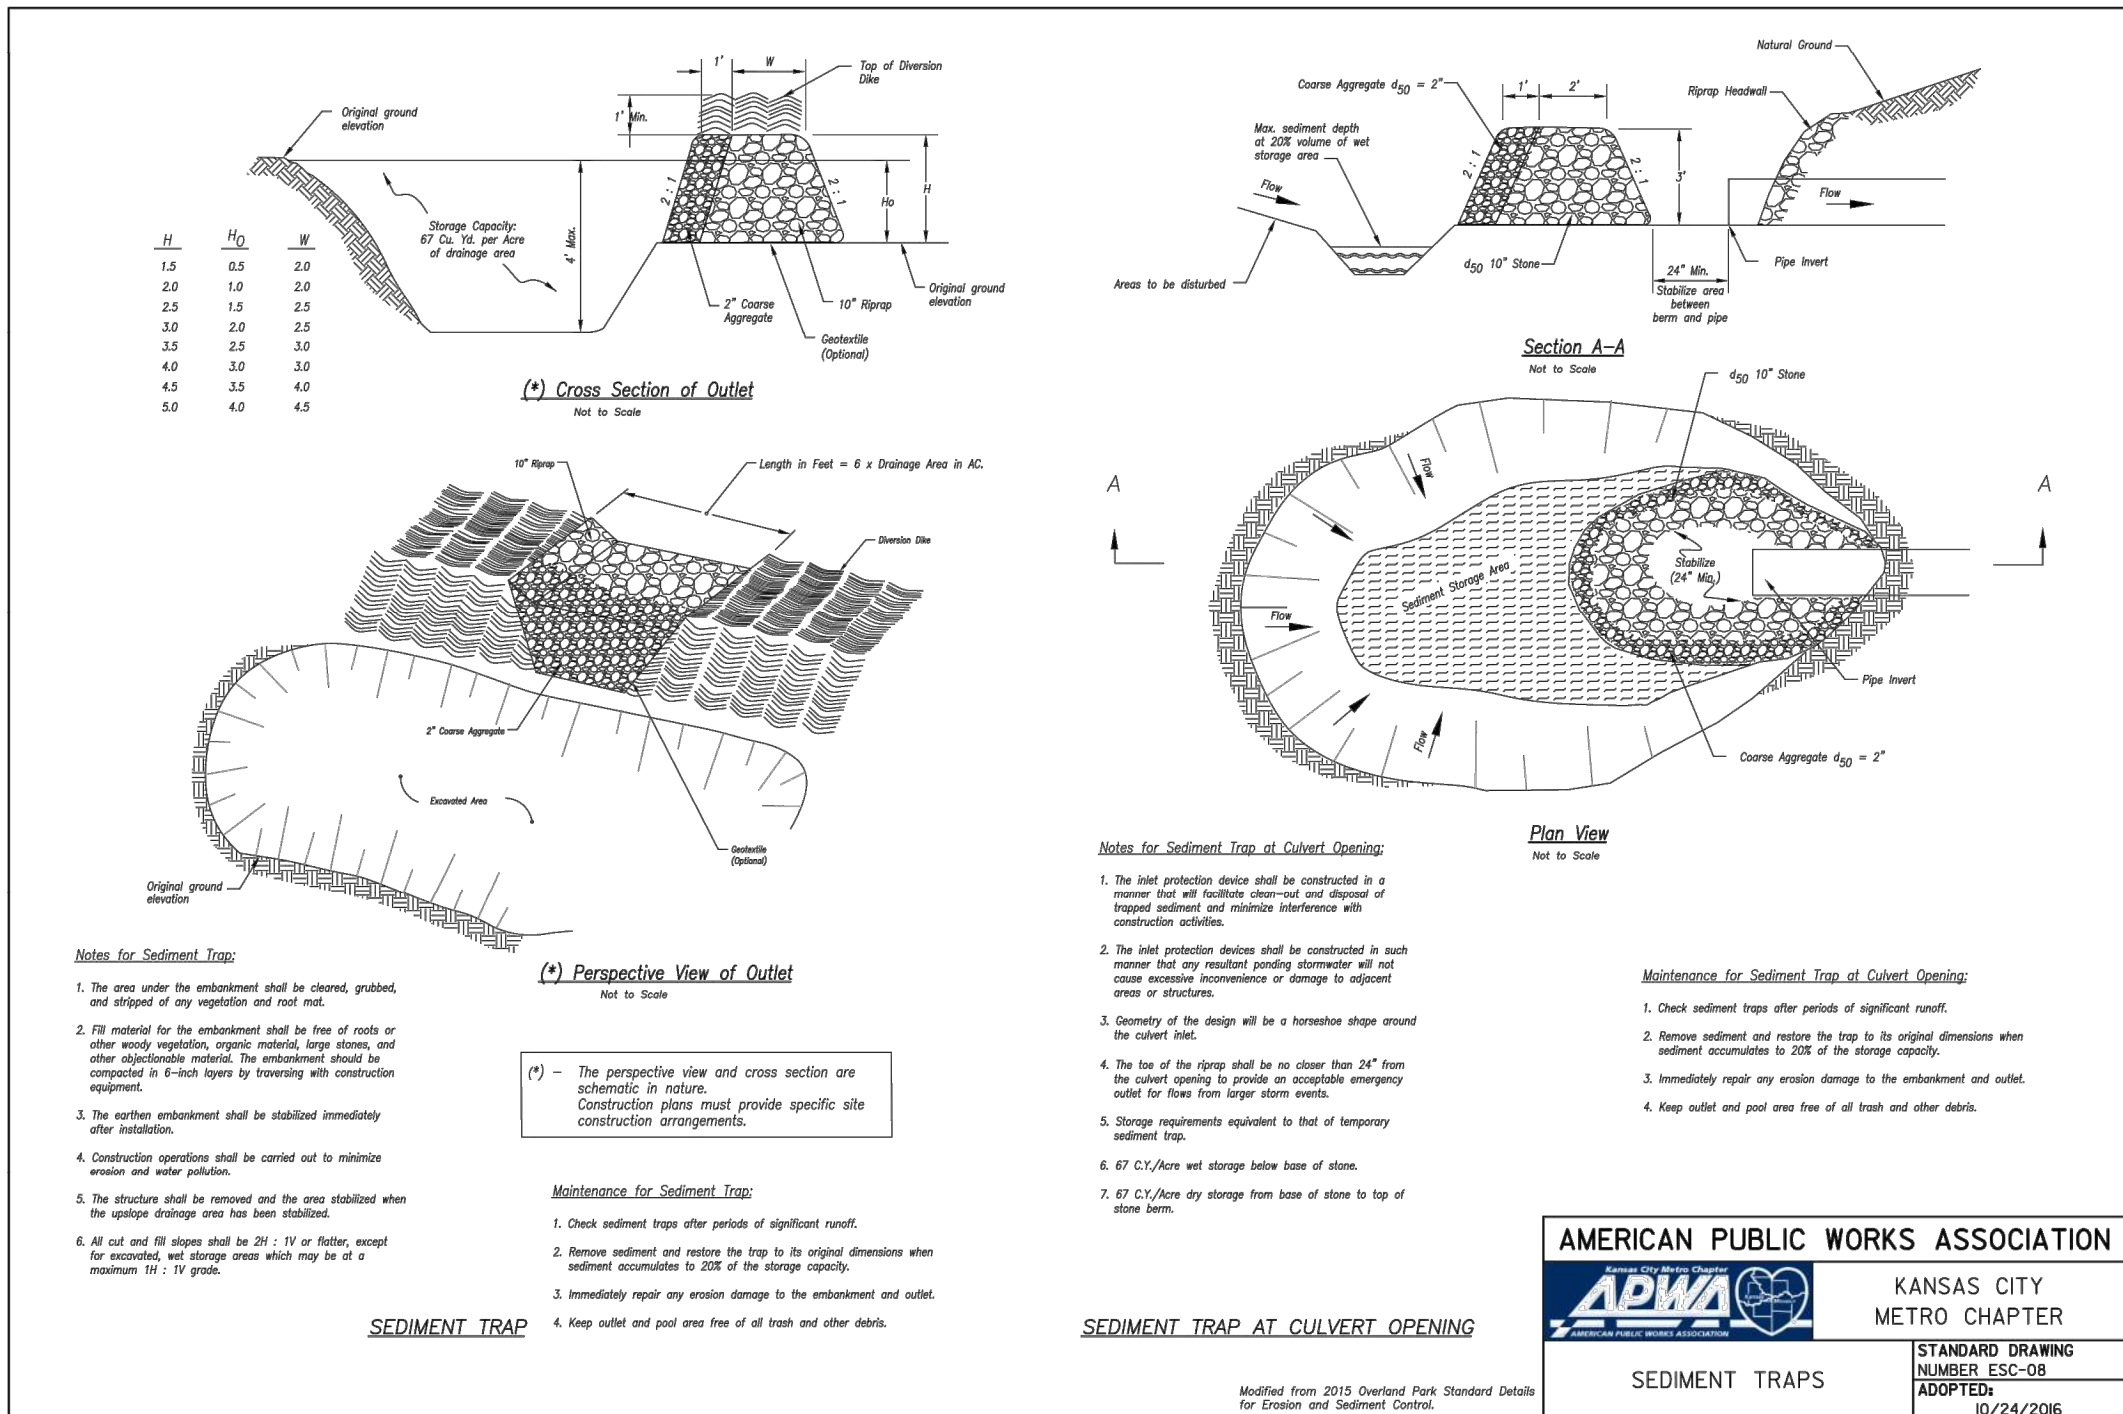 1'
W
Top of Diversion
Dike
1' Min.
Original ground
elevation
2 : 1
2 : 1
Ho
H
4' Max.
Storage Capacity:
67 Cu. Yd. per Acre
of drainage area
Original ground
elevation
2" Coarse
Aggregate
10" Riprap
Geotextile
(Optional)
H HO W
1.5 0.5 2.0
2.0 1.0 2.0
2.5 1.5 2.5
3.0 2.0 2.5
3.5 2.5 3.0
4.0 3.0 3.0
4.5 3.5 4.0
5.0 4.0 4.5
(*) Cross Section of Outlet
Not to Scale
10" Riprap
Length in Feet = 6 x Drainage Area in AC.
Diversion Dike
2" Coarse Aggregate
Excavated Area
Geotextile
(Optional)
Original ground
elevation
(*) Perspective View of Outlet
Not to Scale
Notes for Sediment Trap:
1. The area under the embankment shall be cleared, grubbed,
and stripped of any vegetation and root mat.
2. Fill material for the embankment shall be free of roots or
other woody vegetation, organic material, large stones, and
other objectionable material. The embankment should be
compacted in 6-inch layers by traversing with construction
equipment.
3. The earthen embankment shall be stabilized immediately
after installation.
4. Construction operations shall be carried out to minimize
erosion and water pollution.
5. The structure shall be removed and the area stabilized when
the upslope drainage area has been stabilized.
6. All cut and fill slopes shall be 2H : 1V or flatter, except
for excavated, wet storage areas which may be at a
maximum 1H : 1V grade.
(*) - The perspective view and cross section are
schematic in nature.
Construction plans must provide specific site
construction arrangements.
Maintenance for Sediment Trap:
1. Check sediment traps after periods of significant runoff.
2. Remove sediment and restore the trap to its original dimensions when
sediment accumulates to 20% of the storage capacity.
3. Immediately repair any erosion damage to the embankment and outlet.
4. Keep outlet and pool area free of all trash and other debris.
SEDIMENT TRAP
Natural Ground
Coarse Aggregate d50 = 2"
1'
2'
Riprap Headwall
Max. sediment depth
at 20% volume of wet
storage area
Flow
2 : 1
2 : 1
3'
Flow
Areas to be disturbed
d50 10" Stone
24" Min.
Stabilize area
between
berm and pipe
Pipe Invert
Section A-A
Not to Scale
d50 10" Stone
A
A
Flow
Flow
Flow
Sediment Storage Area
Stabilize
(24" Min.)
Pipe Invert
Coarse Aggregate d50 = 2"
Plan View
Not to Scale
Notes for Sediment Trap at Culvert Opening:
1. The inlet protection device shall be constructed in a
manner that will facilitate clean-out and disposal of
trapped sediment and minimize interference with
construction activities.
2. The inlet protection devices shall be constructed in such
manner that any resultant ponding stormwater will not
cause excessive inconvenience or damage to adjacent
areas or structures.
3. Geometry of the design will be a horseshoe shape around
the culvert inlet.
4. The toe of the riprap shall be no closer than 24" from
the culvert opening to provide an acceptable emergency
outlet for flows from larger storm events.
5. Storage requirements equivalent to that of temporary
sediment trap.
6. 67 C.Y./Acre wet storage below base of stone.
7. 67 C.Y./Acre dry storage from base of stone to top of
stone berm.
Maintenance for Sediment Trap at Culvert Opening:
1. Check sediment traps after periods of significant runoff.
2. Remove sediment and restore the trap to its original dimensions when
sediment accumulates to 20% of the storage capacity.
3. Immediately repair any erosion damage to the embankment and outlet.
4. Keep outlet and pool area free of all trash and other debris.
SEDIMENT TRAP AT CULVERT OPENING
Modified from 2015 Overland Park Standard Details
for Erosion and Sediment Control.
AMERICAN PUBLIC WORKS ASSOCIATION
Kansas City Metro Chapter
APWA
AMERICAN PUBLIC WORKS ASSOCIATION
KANSAS CITY
METRO CHAPTER
SEDIMENT TRAPS
STANDARD DRAWING
NUMBER ESC-08
ADOPTED:
10/24/2016